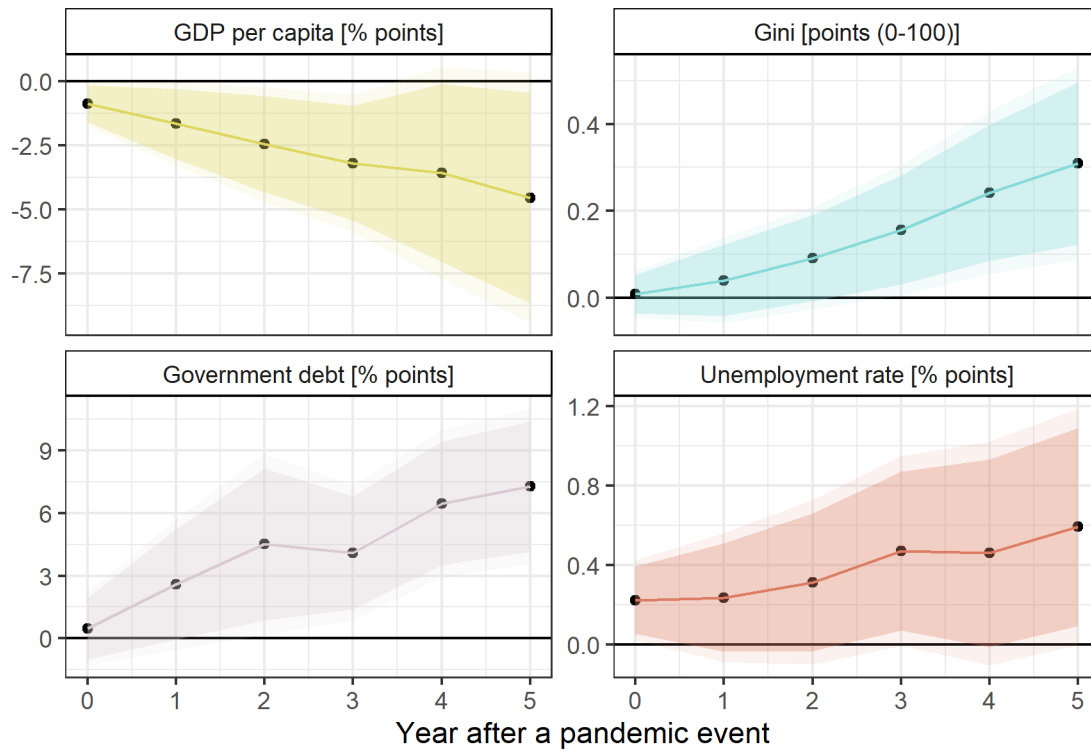 GDP per capita [% points]
Gini [points (0-100)]
0.0
-2.5
-5.0
-7.5
0.4
0.2
0.0
Government debt [% points]
Unemployment rate [% points]
9
6
3
0
1.2
0.8
0.4
0.0
0 1 2 3 4 5
0 1 2 3 4 5
Year after a pandemic event